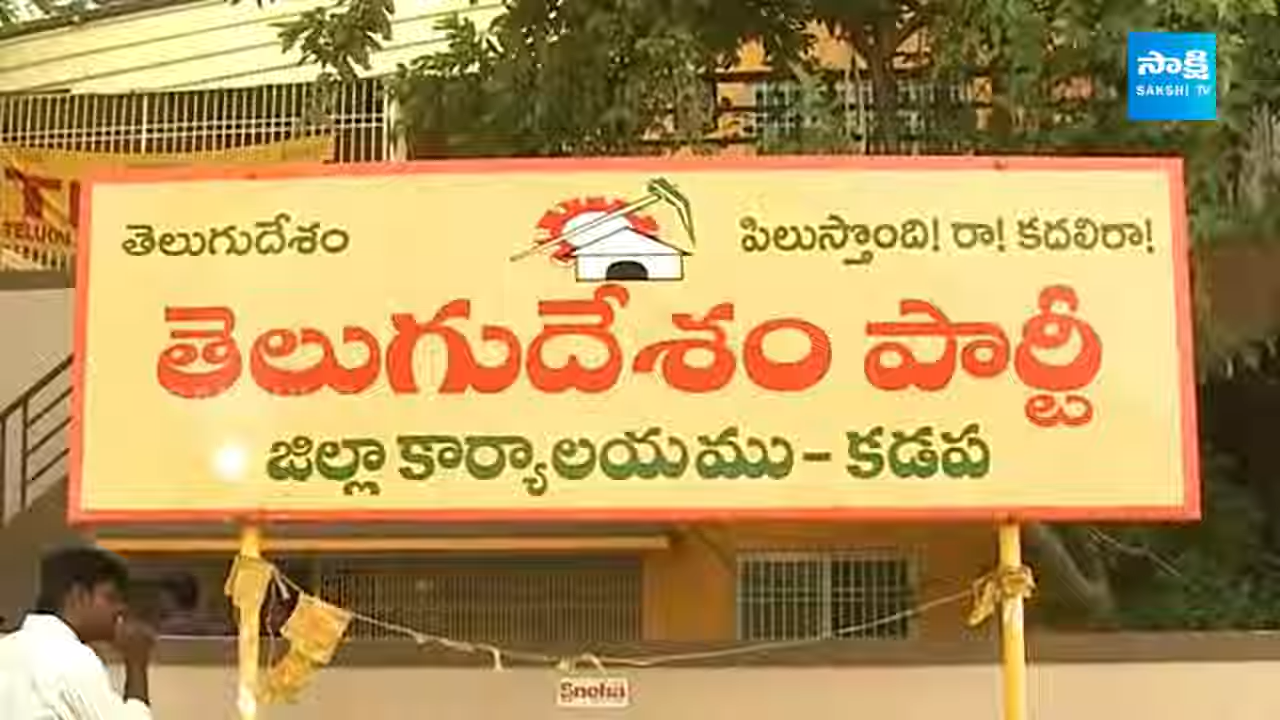 సాక్షి
SAKSHI TV
తెలుగుదేశం
పిలుస్తొంది! రా! కదలిరా!
తెలుగుదేశం పార్టీ
జిల్లా కార్యాలయము - కడప
Sneha